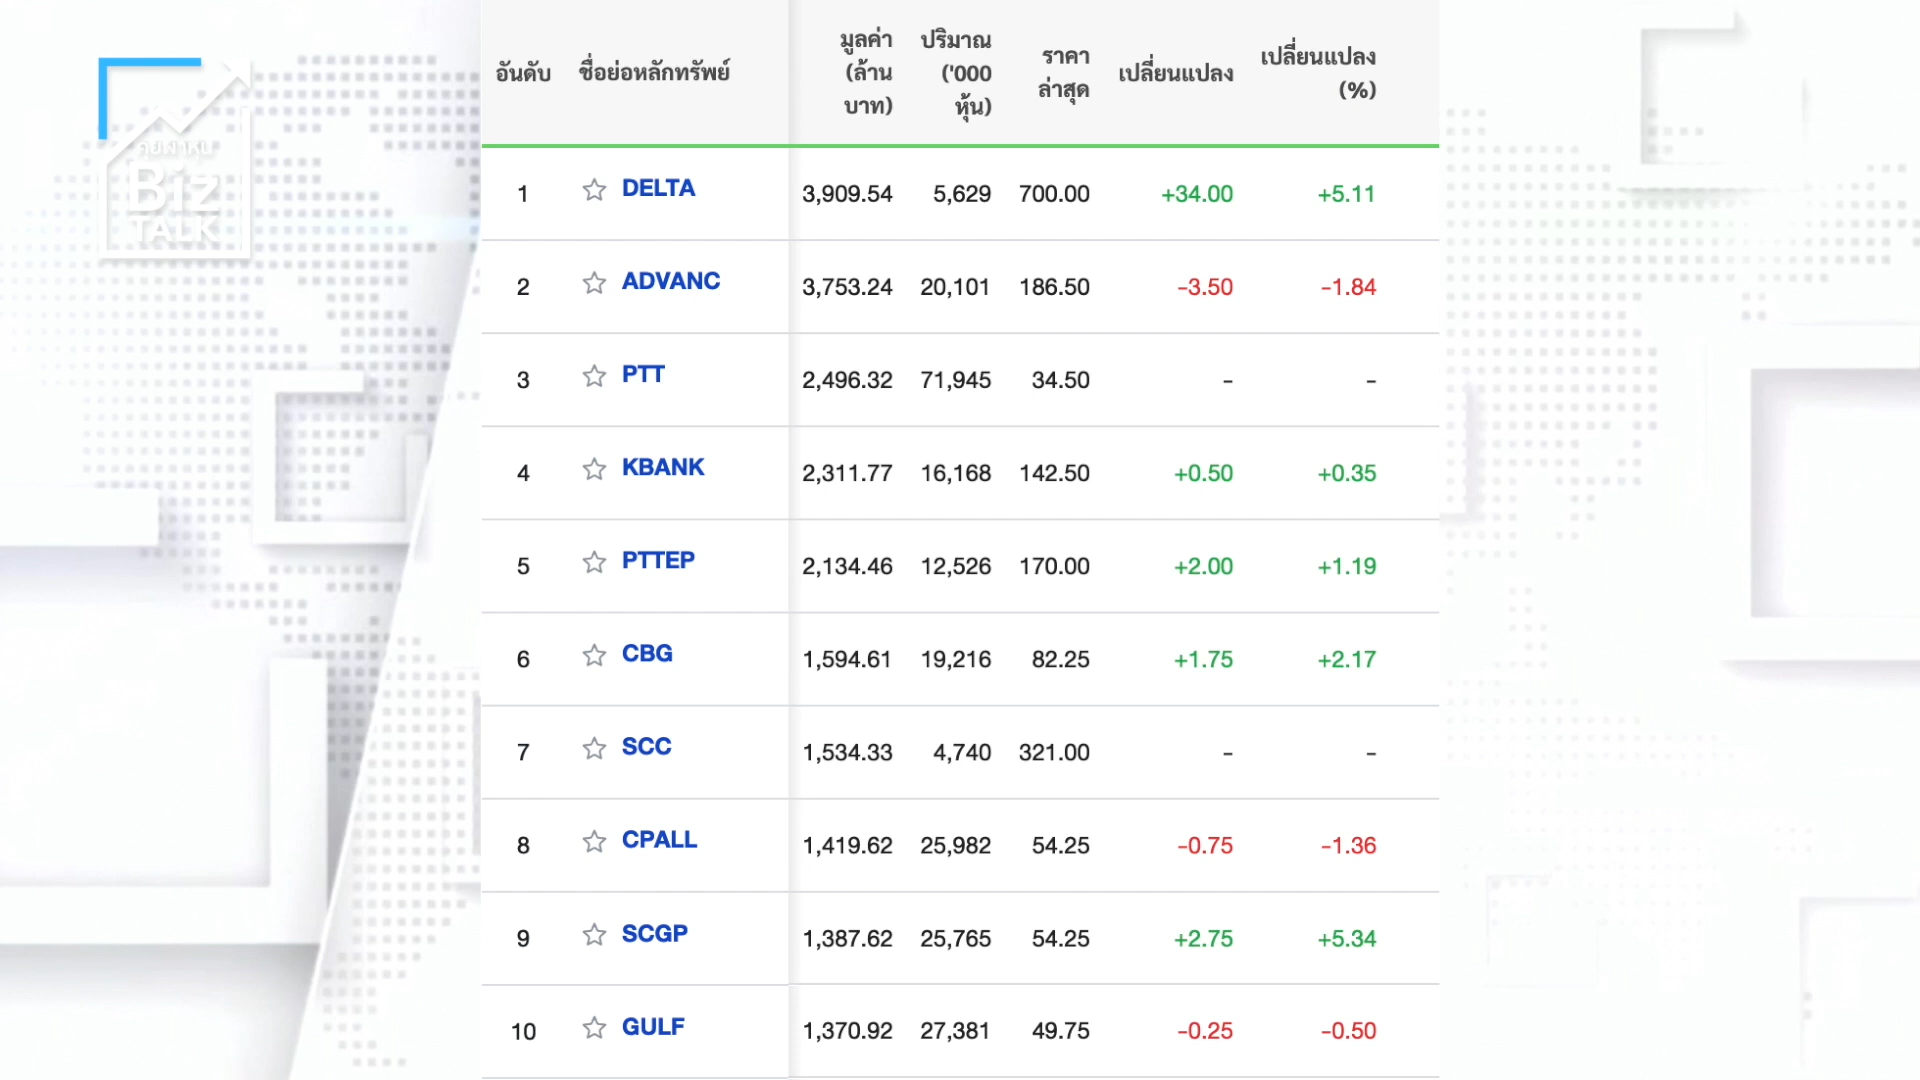 คุยผ่าหุ้น
Biz
TALK
อันดับ ชื่อย่อหลักทรัพย์ มูลค่า (ล้าน บาท) ปริมาณ ('000 หุ้น) ราคา ล่าสุด เปลี่ยนแปลง เปลี่ยนแปลง (%)
1 DELTA 3,909.54 5,629 700.00 +34.00 +5.11
2 ADVANC 3,753.24 20,101 186.50 -3.50 -1.84
3 PTT 2,496.32 71,945 34.50 - -
4 KBANK 2,311.77 16,168 142.50 +0.50 +0.35
5 PTTEP 2,134.46 12,526 170.00 +2.00 +1.19
6 CBG 1,594.61 19,216 82.25 +1.75 +2.17
7 SCC 1,534.33 4,740 321.00 - -
8 CPALL 1,419.62 25,982 54.25 -0.75 -1.36
9 SCGP 1,387.62 25,765 54.25 +2.75 +5.34
10 GULF 1,370.92 27,381 49.75 -0.25 -0.50